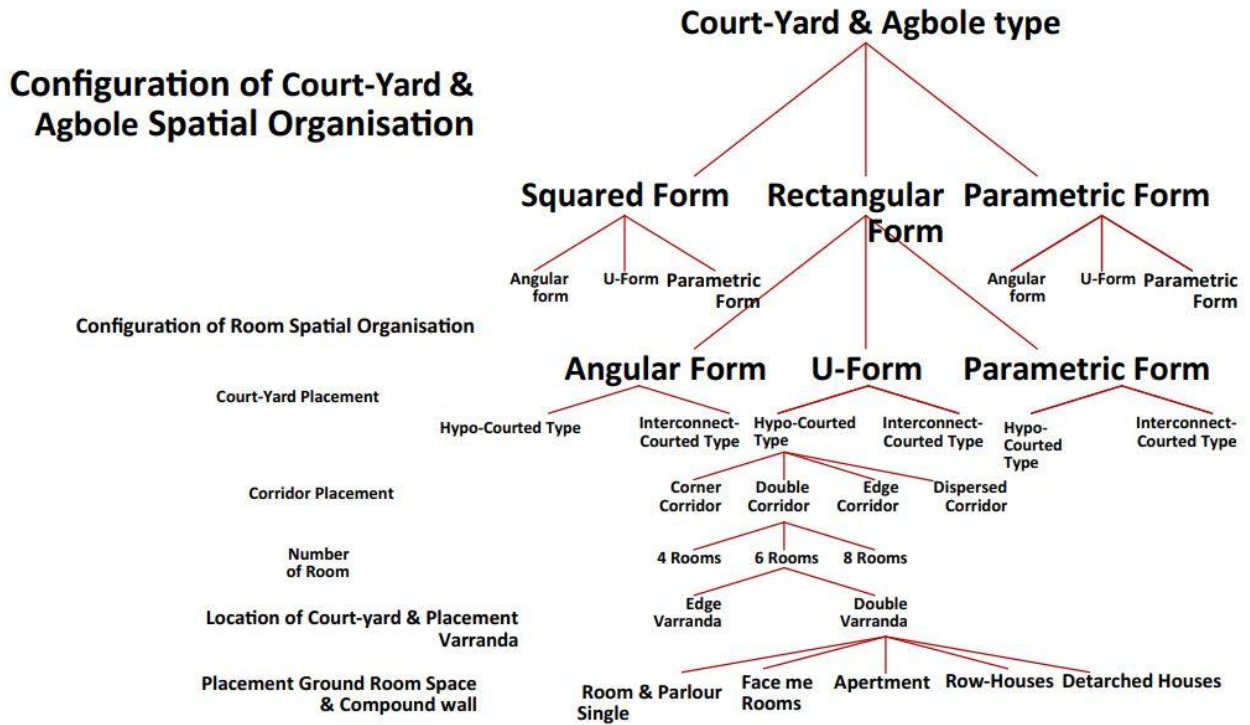 Court-Yard & Agbole type
Configuration of Court-Yard &
Agbole Spatial Organisation
Squared Form
Rectangular
Form
Parametric Form
Angular
form
U-Form
Parametric
Form
Angular
form
U-Form
Parametric
Form
Configuration of Room Spatial Organisation
Angular Form
U-Form
Parametric Form
Court-Yard Placement
Hypo-Courted Type
Interconnect-
Courted Type
Hypo-Courted
Type
Interconnect-
Courted Type
Hypo-
Courted
Type
Interconnect-
Courted Type
Corridor Placement
Corner
Corridor
Double
Corridor
Edge
Corridor
Dispersed
Corridor
Number
of Room
4 Rooms
6 Rooms
8 Rooms
Location of Court-yard & Placement
Varranda
Edge
Varranda
Double
Varranda
Placement Ground Room Space
& Compound wall
Room & Parlour
Single
Face me
Rooms
Apertment
Row-Houses
Detarched Houses